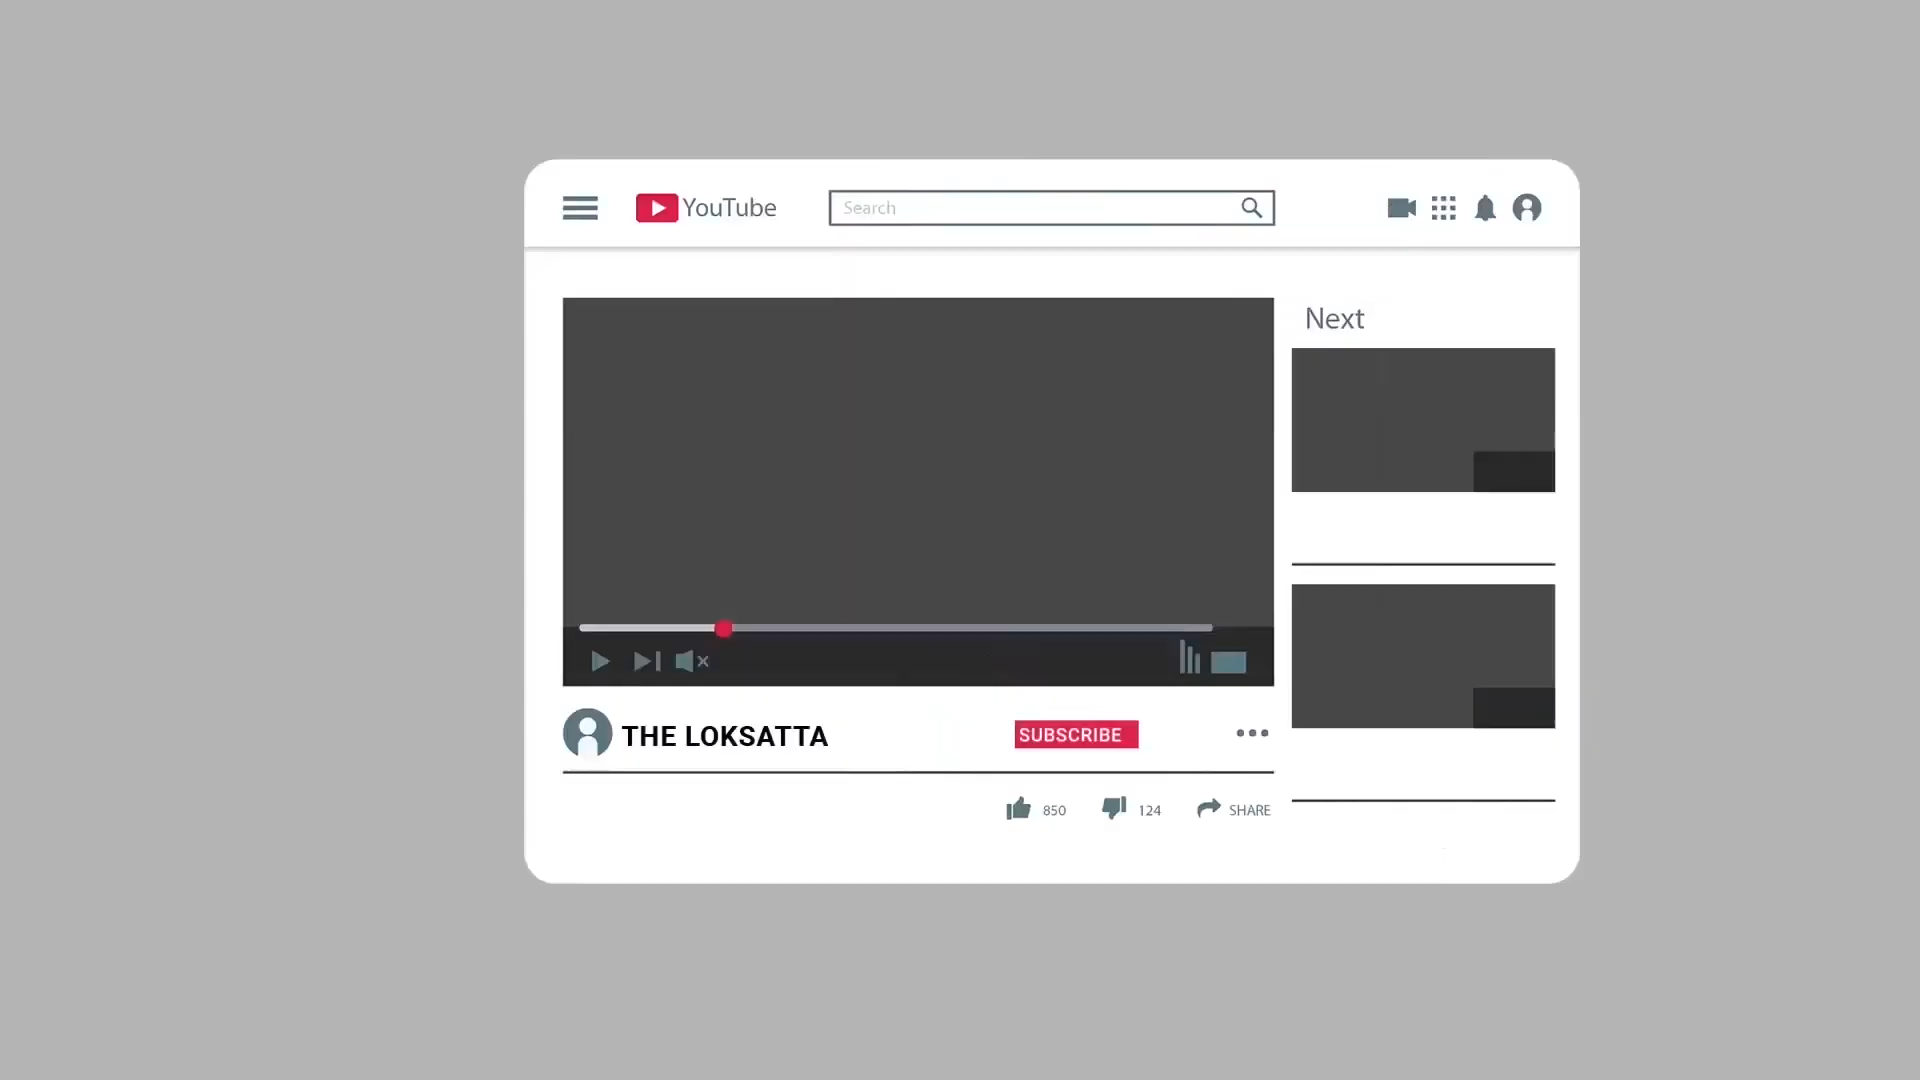 YouTube
Search
Next
THE LOKSATTA
SUBSCRIBE
850
124
SHARE